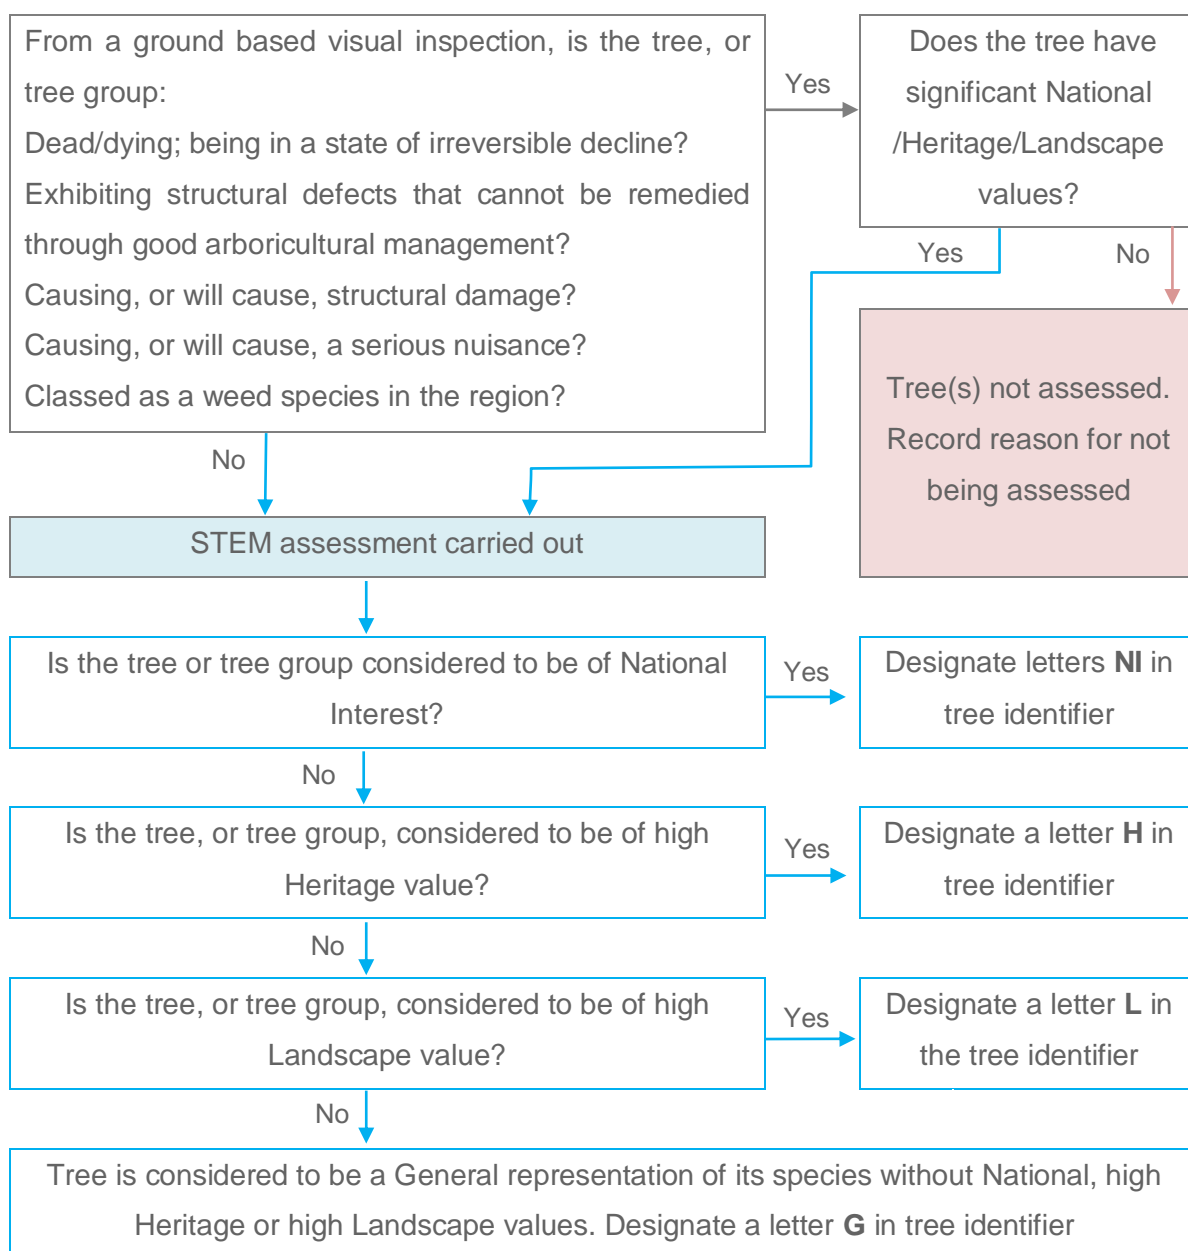 From a ground based visual inspection, is the tree, or
tree group:
Dead/dying; being in a state of irreversible decline?
Exhibiting structural defects that cannot be remedied
through good arboricultural management?
Causing, or will cause, structural damage?
Causing, or will cause, a serious nuisance?
Classed as a weed species in the region?
Yes
Does the tree have
significant National
/Heritage/Landscape
values?
Yes
No
Tree(s) not assessed.
Record reason for not
being assessed
No
STEM assessment carried out
Is the tree or tree group considered to be of National
Interest?
Yes
Designate letters NI in
tree identifier
No
Is the tree, or tree group, considered to be of high
Heritage value?
Yes
Designate a letter H in
tree identifier
No
Is the tree, or tree group, considered to be of high
Landscape value?
Yes
Designate a letter L in
the tree identifier
No
Tree is considered to be a General representation of its species without National, high
Heritage or high Landscape values. Designate a letter G in tree identifier